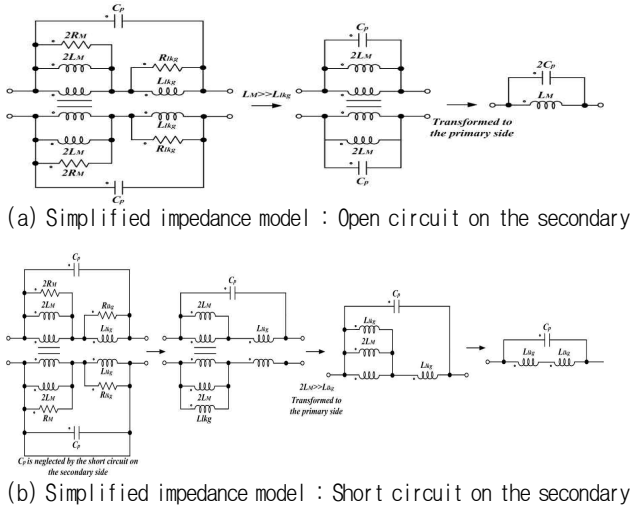 Cp
2RM
2LM
Rlkg
Llkg
Llkg
Rlkg
2LM
2RM
Cp
LM>>Llkg
Cp
2LM
2LM
Cp
Transformed to
the primary side
2Cp
LM
(a) Simplified impedance model : Open circuit on the secondary
Cp
2RM
2LM
Rlkg
Llkg
Llkg
Rlkg
2LM
RM
Cp
Cp is neglected by the short circuit on
the secondary side
Cp
2LM
Llkg
2LM
Llkg
2LM>>Llkg
Transformed to
the primary side
Cp
Llkg
2LM
Llkg
Cp
Llkg
Llkg
(b) Simplified impedance model : Short circuit on the secondary